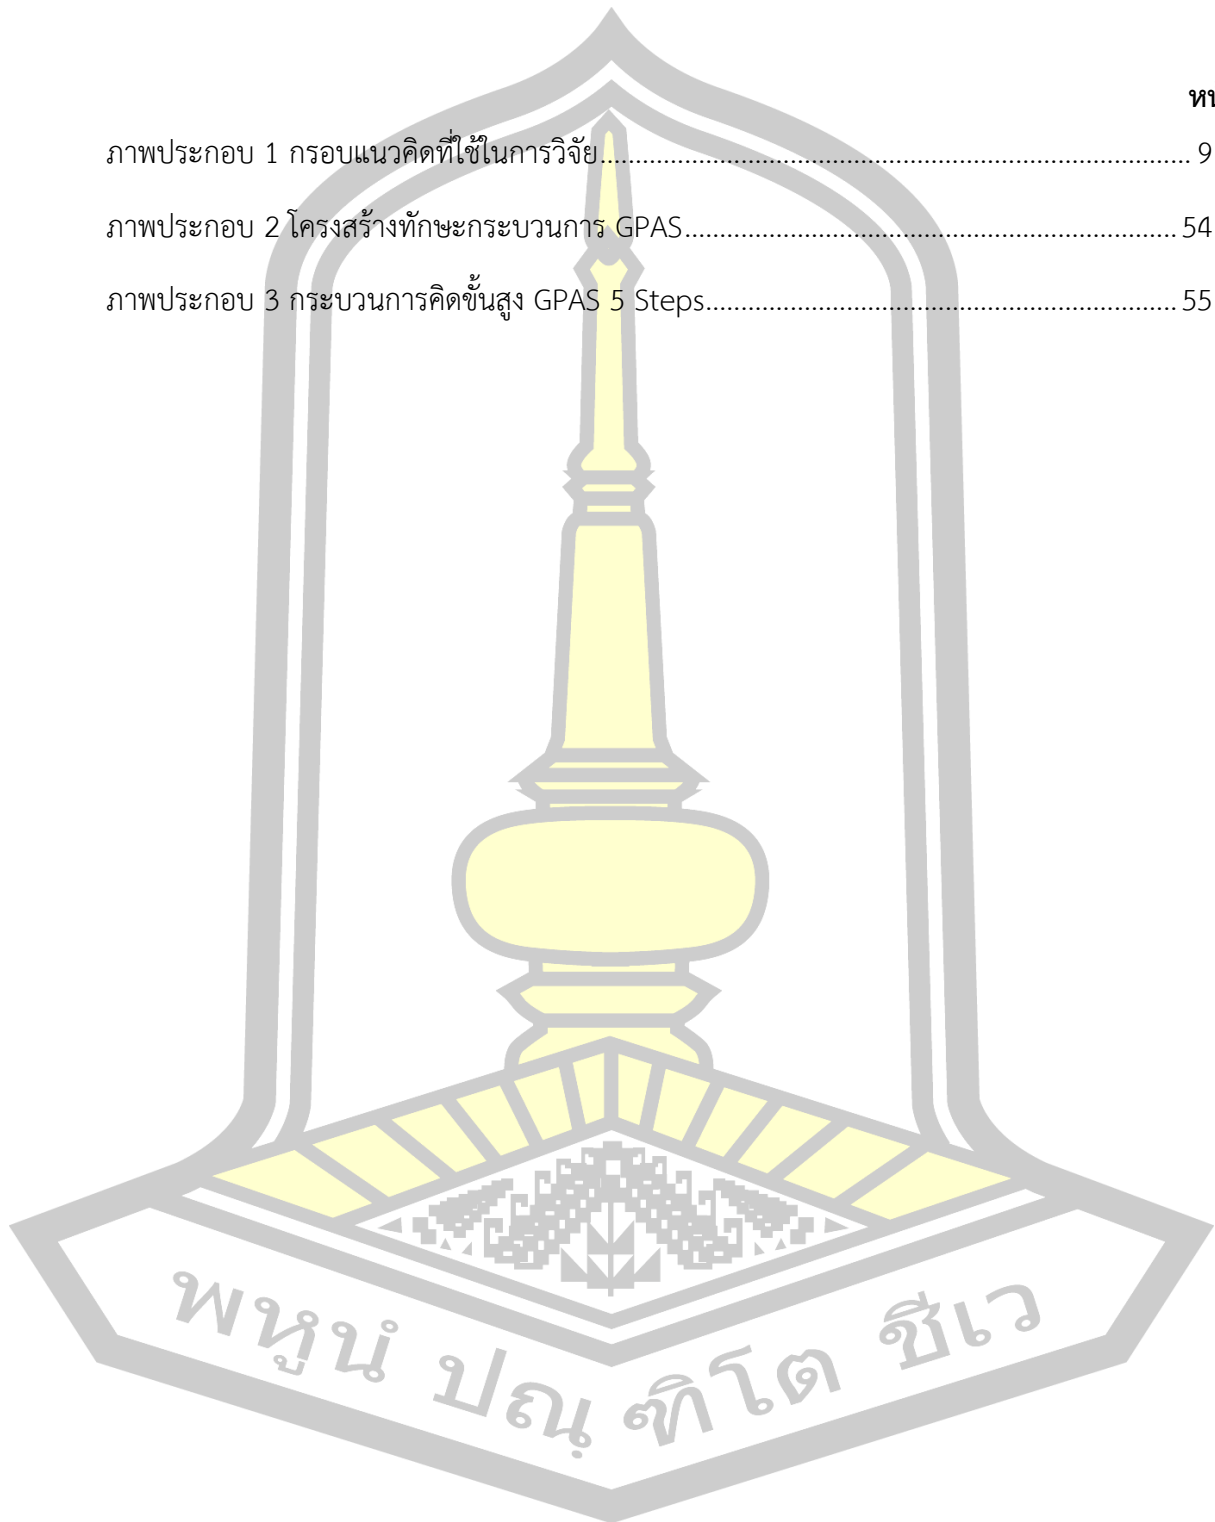 ภาพประกอบ 1 กรอบแนวคิดที่ใช้ในการวิจัย.......................................................................................... 9
ภาพประกอบ 2 โครงสร้างทักษะกระบวนการ GPAS........................................................................... 54
ภาพประกอบ 3 กระบวนการคิดขั้นสูง GPAS 5 Steps........................................................................ 55
พหูนํ ปณฺฑิโต ชีเว